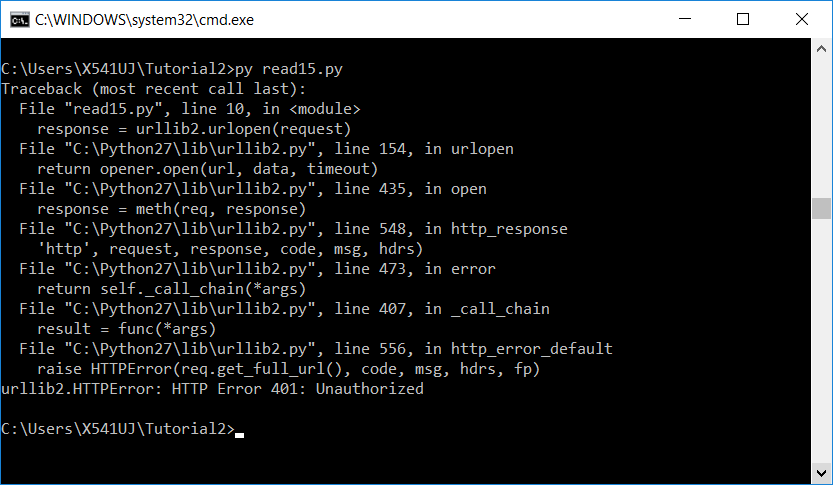 C:\WINDOWS\system32\cmd.exe
C:\Users\X541UJ\Tutorial2>py read15.py
Traceback (most recent call last):
  File "read15.py", line 10, in <module>
    response = urllib2.urlopen(request)
  File "C:\Python27\lib\urllib2.py", line 154, in urlopen
    return opener.open(url, data, timeout)
  File "C:\Python27\lib\urllib2.py", line 435, in open
    response = meth(req, response)
  File "C:\Python27\lib\urllib2.py", line 548, in http_response
    'http', request, response, code, msg, hdrs)
  File "C:\Python27\lib\urllib2.py", line 473, in error
    return self._call_chain(*args)
  File "C:\Python27\lib\urllib2.py", line 407, in _call_chain
    result = func(*args)
  File "C:\Python27\lib\urllib2.py", line 556, in http_error_default
    raise HTTPError(req.get_full_url(), code, msg, hdrs, fp)
urllib2.HTTPError: HTTP Error 401: Unauthorized
C:\Users\X541UJ\Tutorial2>